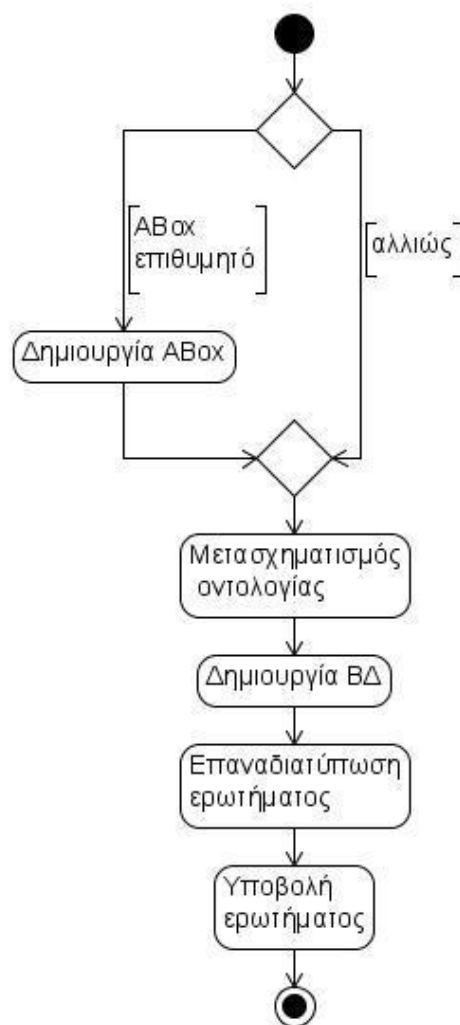 ABox
επιθυμητό
αλλιώς
Δημιουργία ABox
Μετασχηματισμός
οντολογίας
Δημιουργία ΒΔ
Επαναδιατύπωση
ερωτήματος
Υποβολή
ερωτήματος